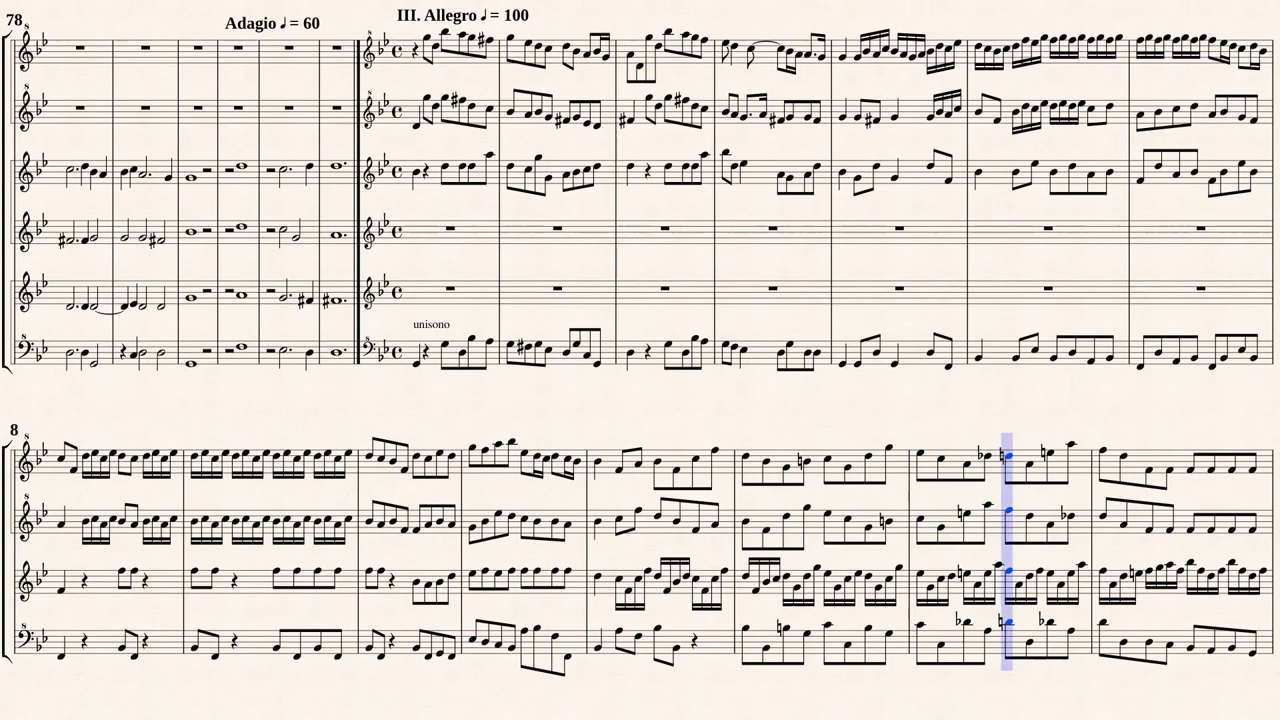 78
Adagio ♩ = 60
III. Allegro ♩ = 100
unisono
8